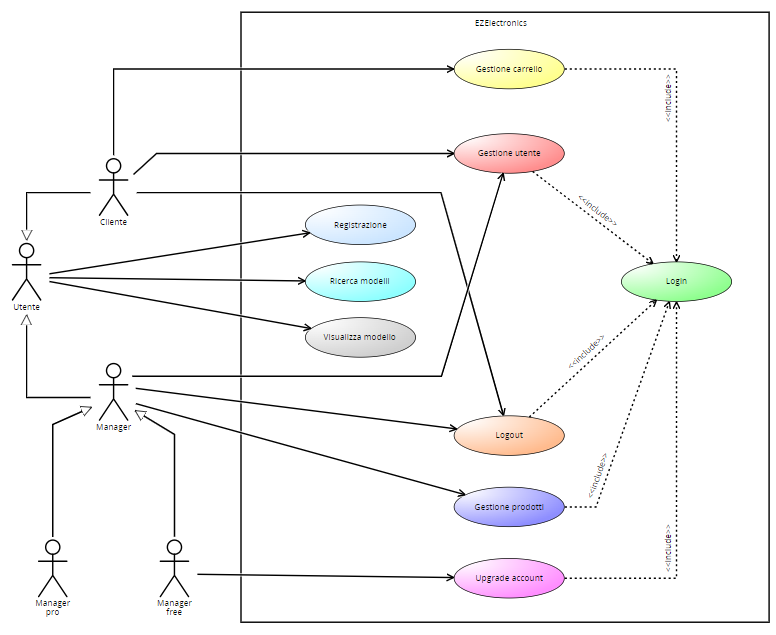 EZElectronics
Gestione carrello
<<include>>
Gestione utente
<<include>>
Cliente
Registrazione
Utente
Ricerca modelli
Login
Visualizza modello
<<include>>
Manager
Logout
<<include>>
Gestione prodotti
<<include>>
Upgrade account
Manager
pro
Manager
free